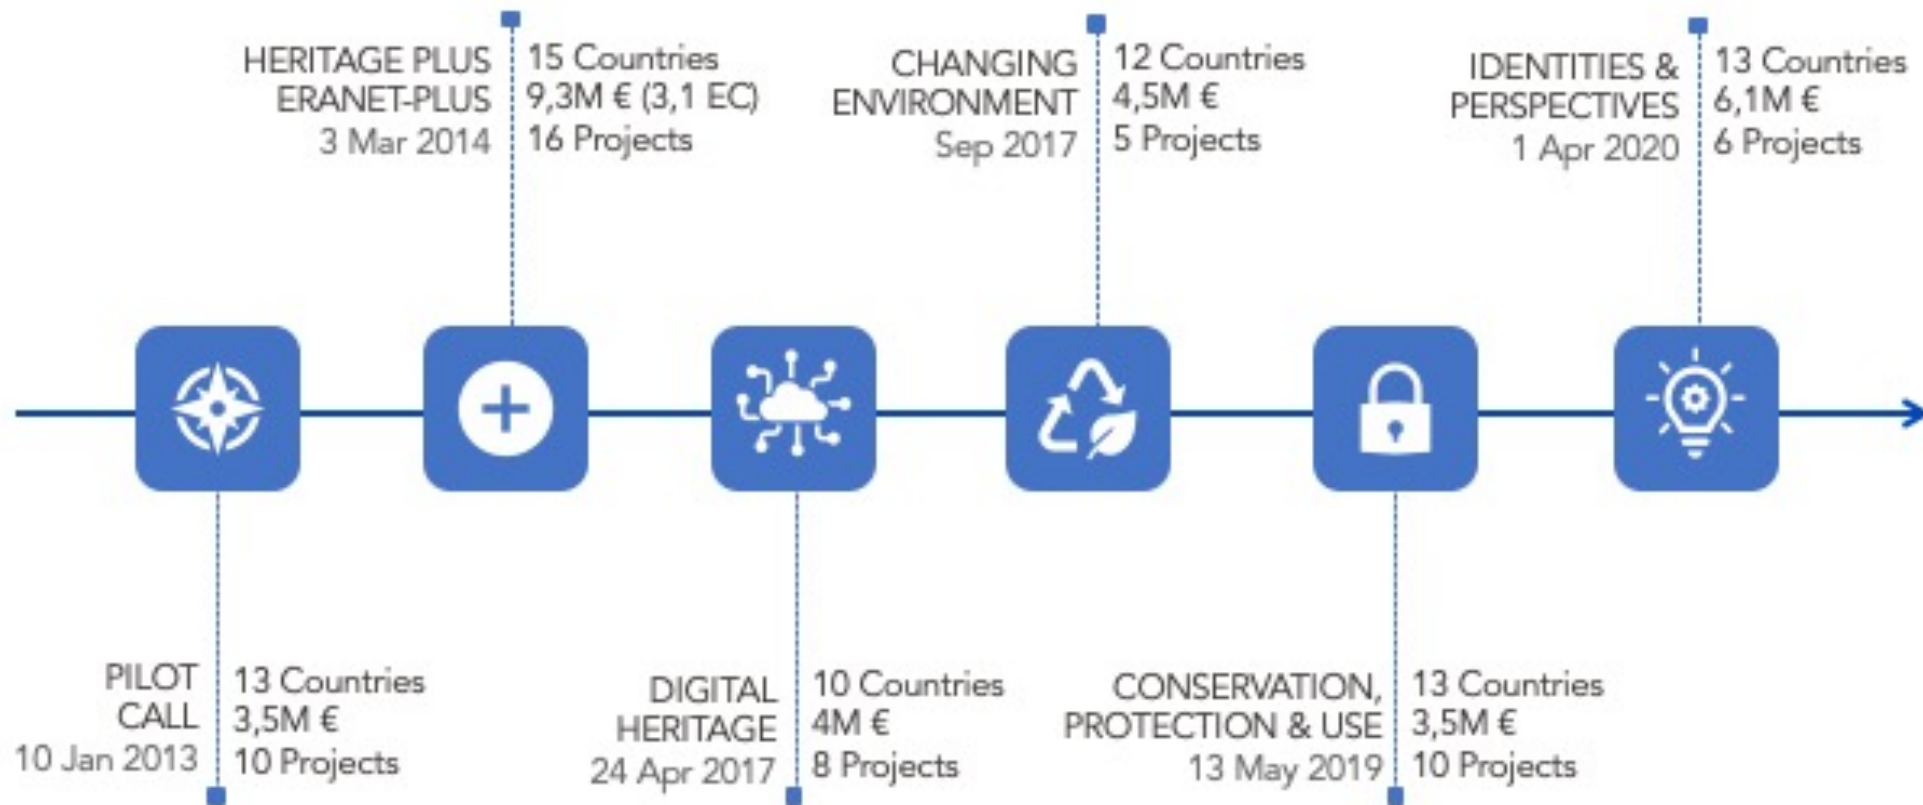 HERITAGE PLUS
ERANET-PLUS
3 Mar 2014
15 Countries
9,3M € (3,1 EC)
16 Projects
CHANGING
ENVIRONMENT
Sep 2017
12 Countries
4,5M €
5 Projects
IDENTITIES &
PERSPECTIVES
1 Apr 2020
13 Countries
6,1M €
6 Projects
PILOT
CALL
10 Jan 2013
13 Countries
3,5M €
10 Projects
DIGITAL
HERITAGE
24 Apr 2017
10 Countries
4M €
8 Projects
CONSERVATION,
PROTECTION & USE
13 May 2019
13 Countries
3,5M €
10 Projects